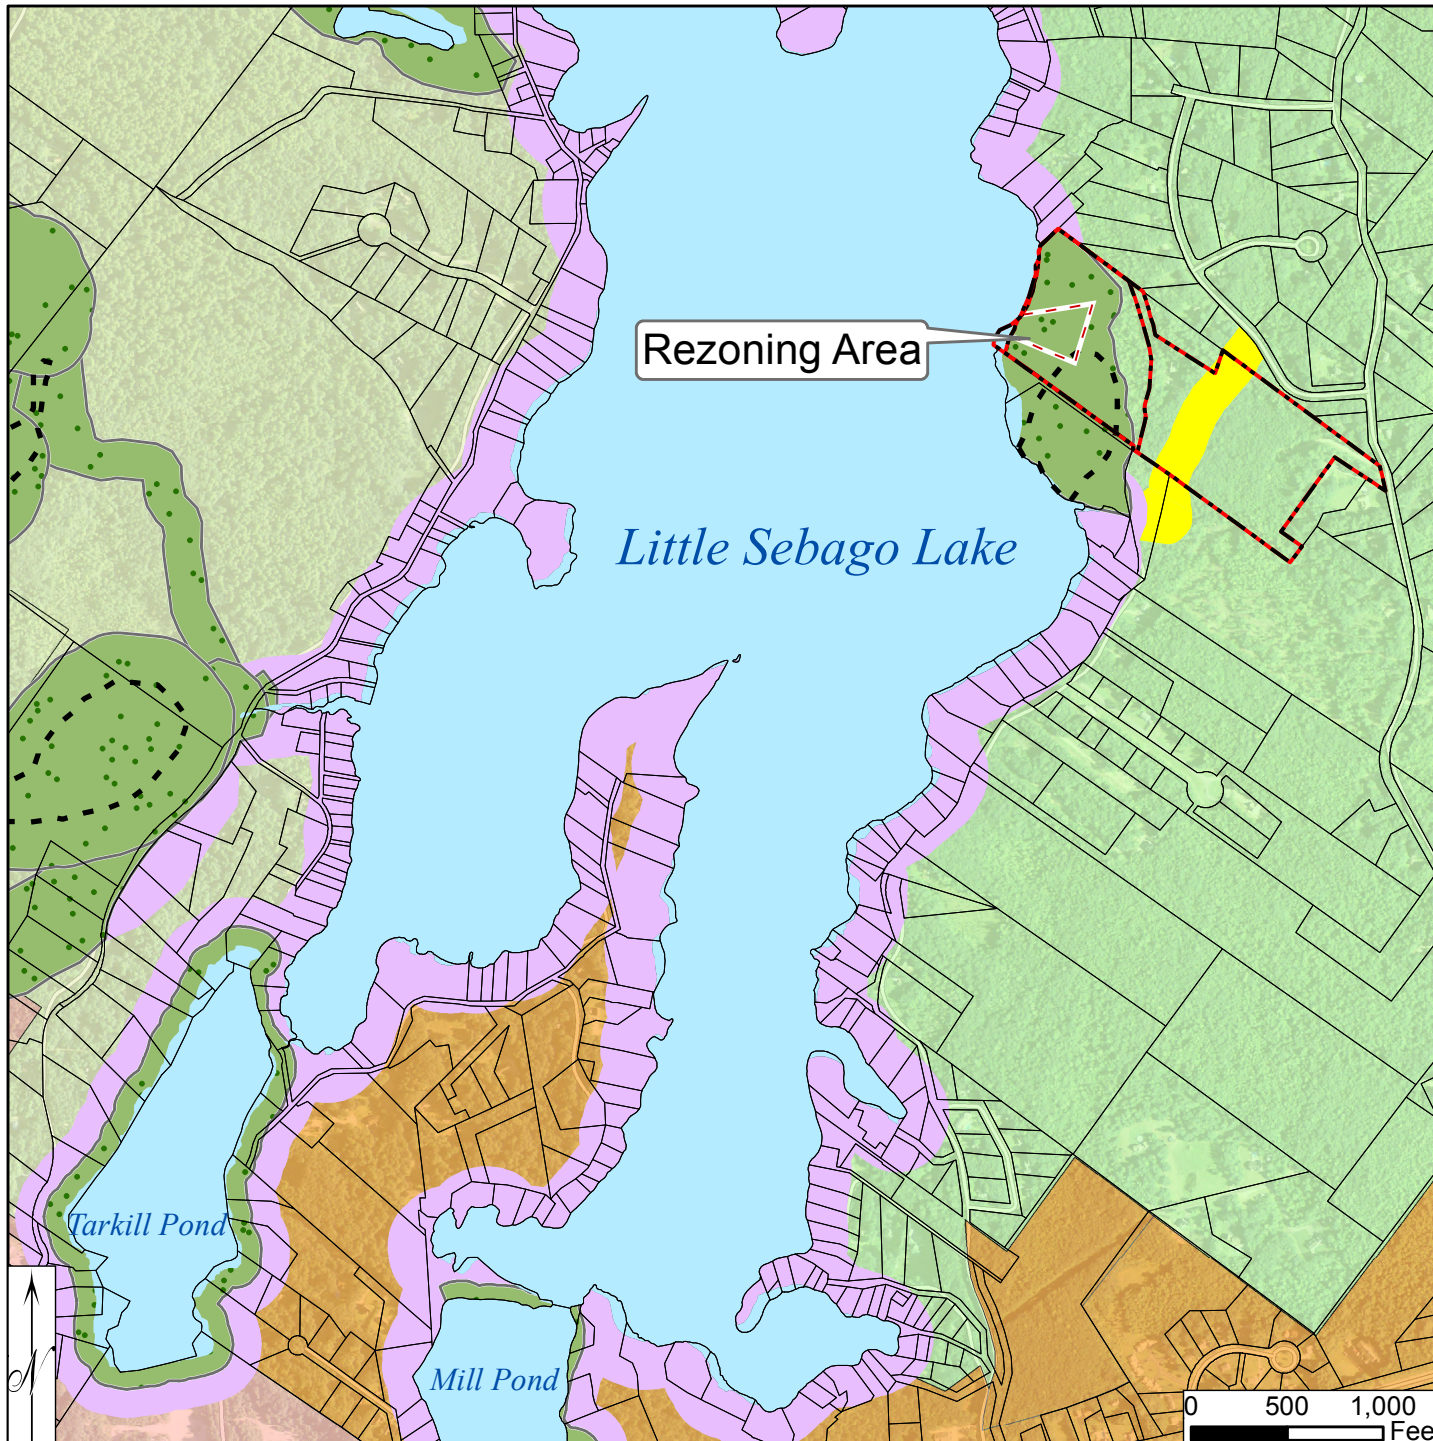 Rezoning Area
Little Sebago Lake
Tarkill Pond
Mill Pond
N
0 500 1,000
Fee